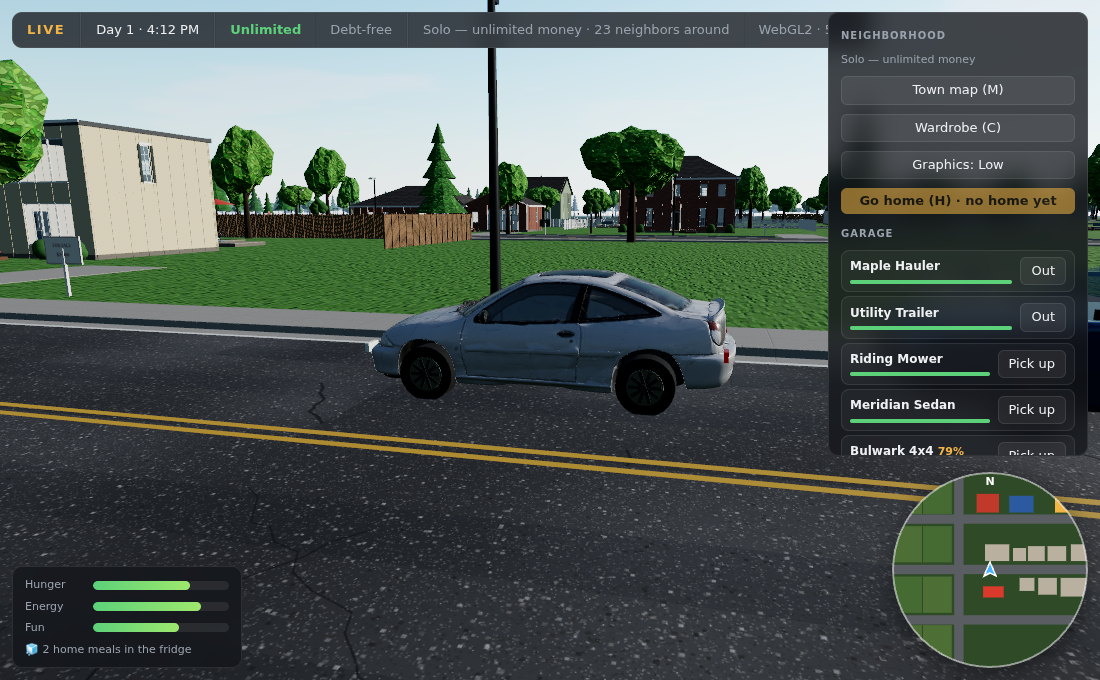 LIVE Day 1 · 4:12 PM Unlimited Debt-free Solo — unlimited money · 23 neighbors around WebGL2 ·
NEIGHBORHOOD
Solo — unlimited money
Town map (M)
Wardrobe (C)
Graphics: Low
Go home (H) · no home yet
GARAGE
Maple Hauler Out
Utility Trailer Out
Riding Mower Pick up
Meridian Sedan Pick up
Bulwark 4x4 79% Pick up
N
Hunger
Energy
Fun
2 home meals in the fridge